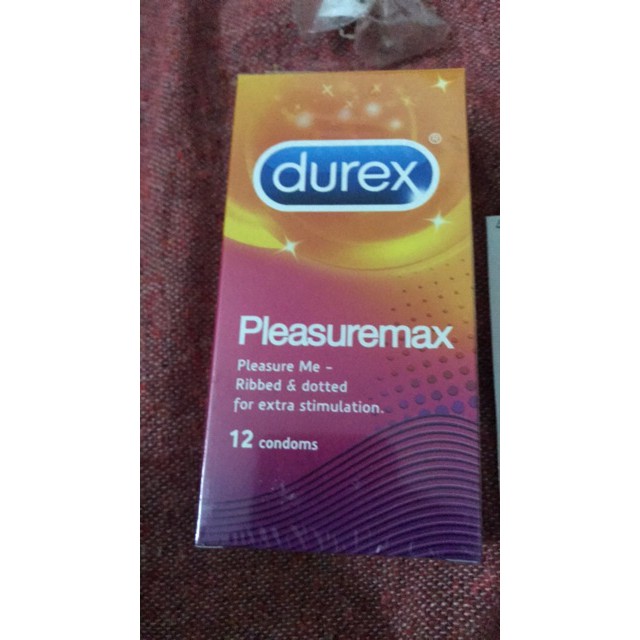 durex®
Pleasuremax
Pleasure Me –
Ribbed & dotted
for extra stimulation.
12 condoms